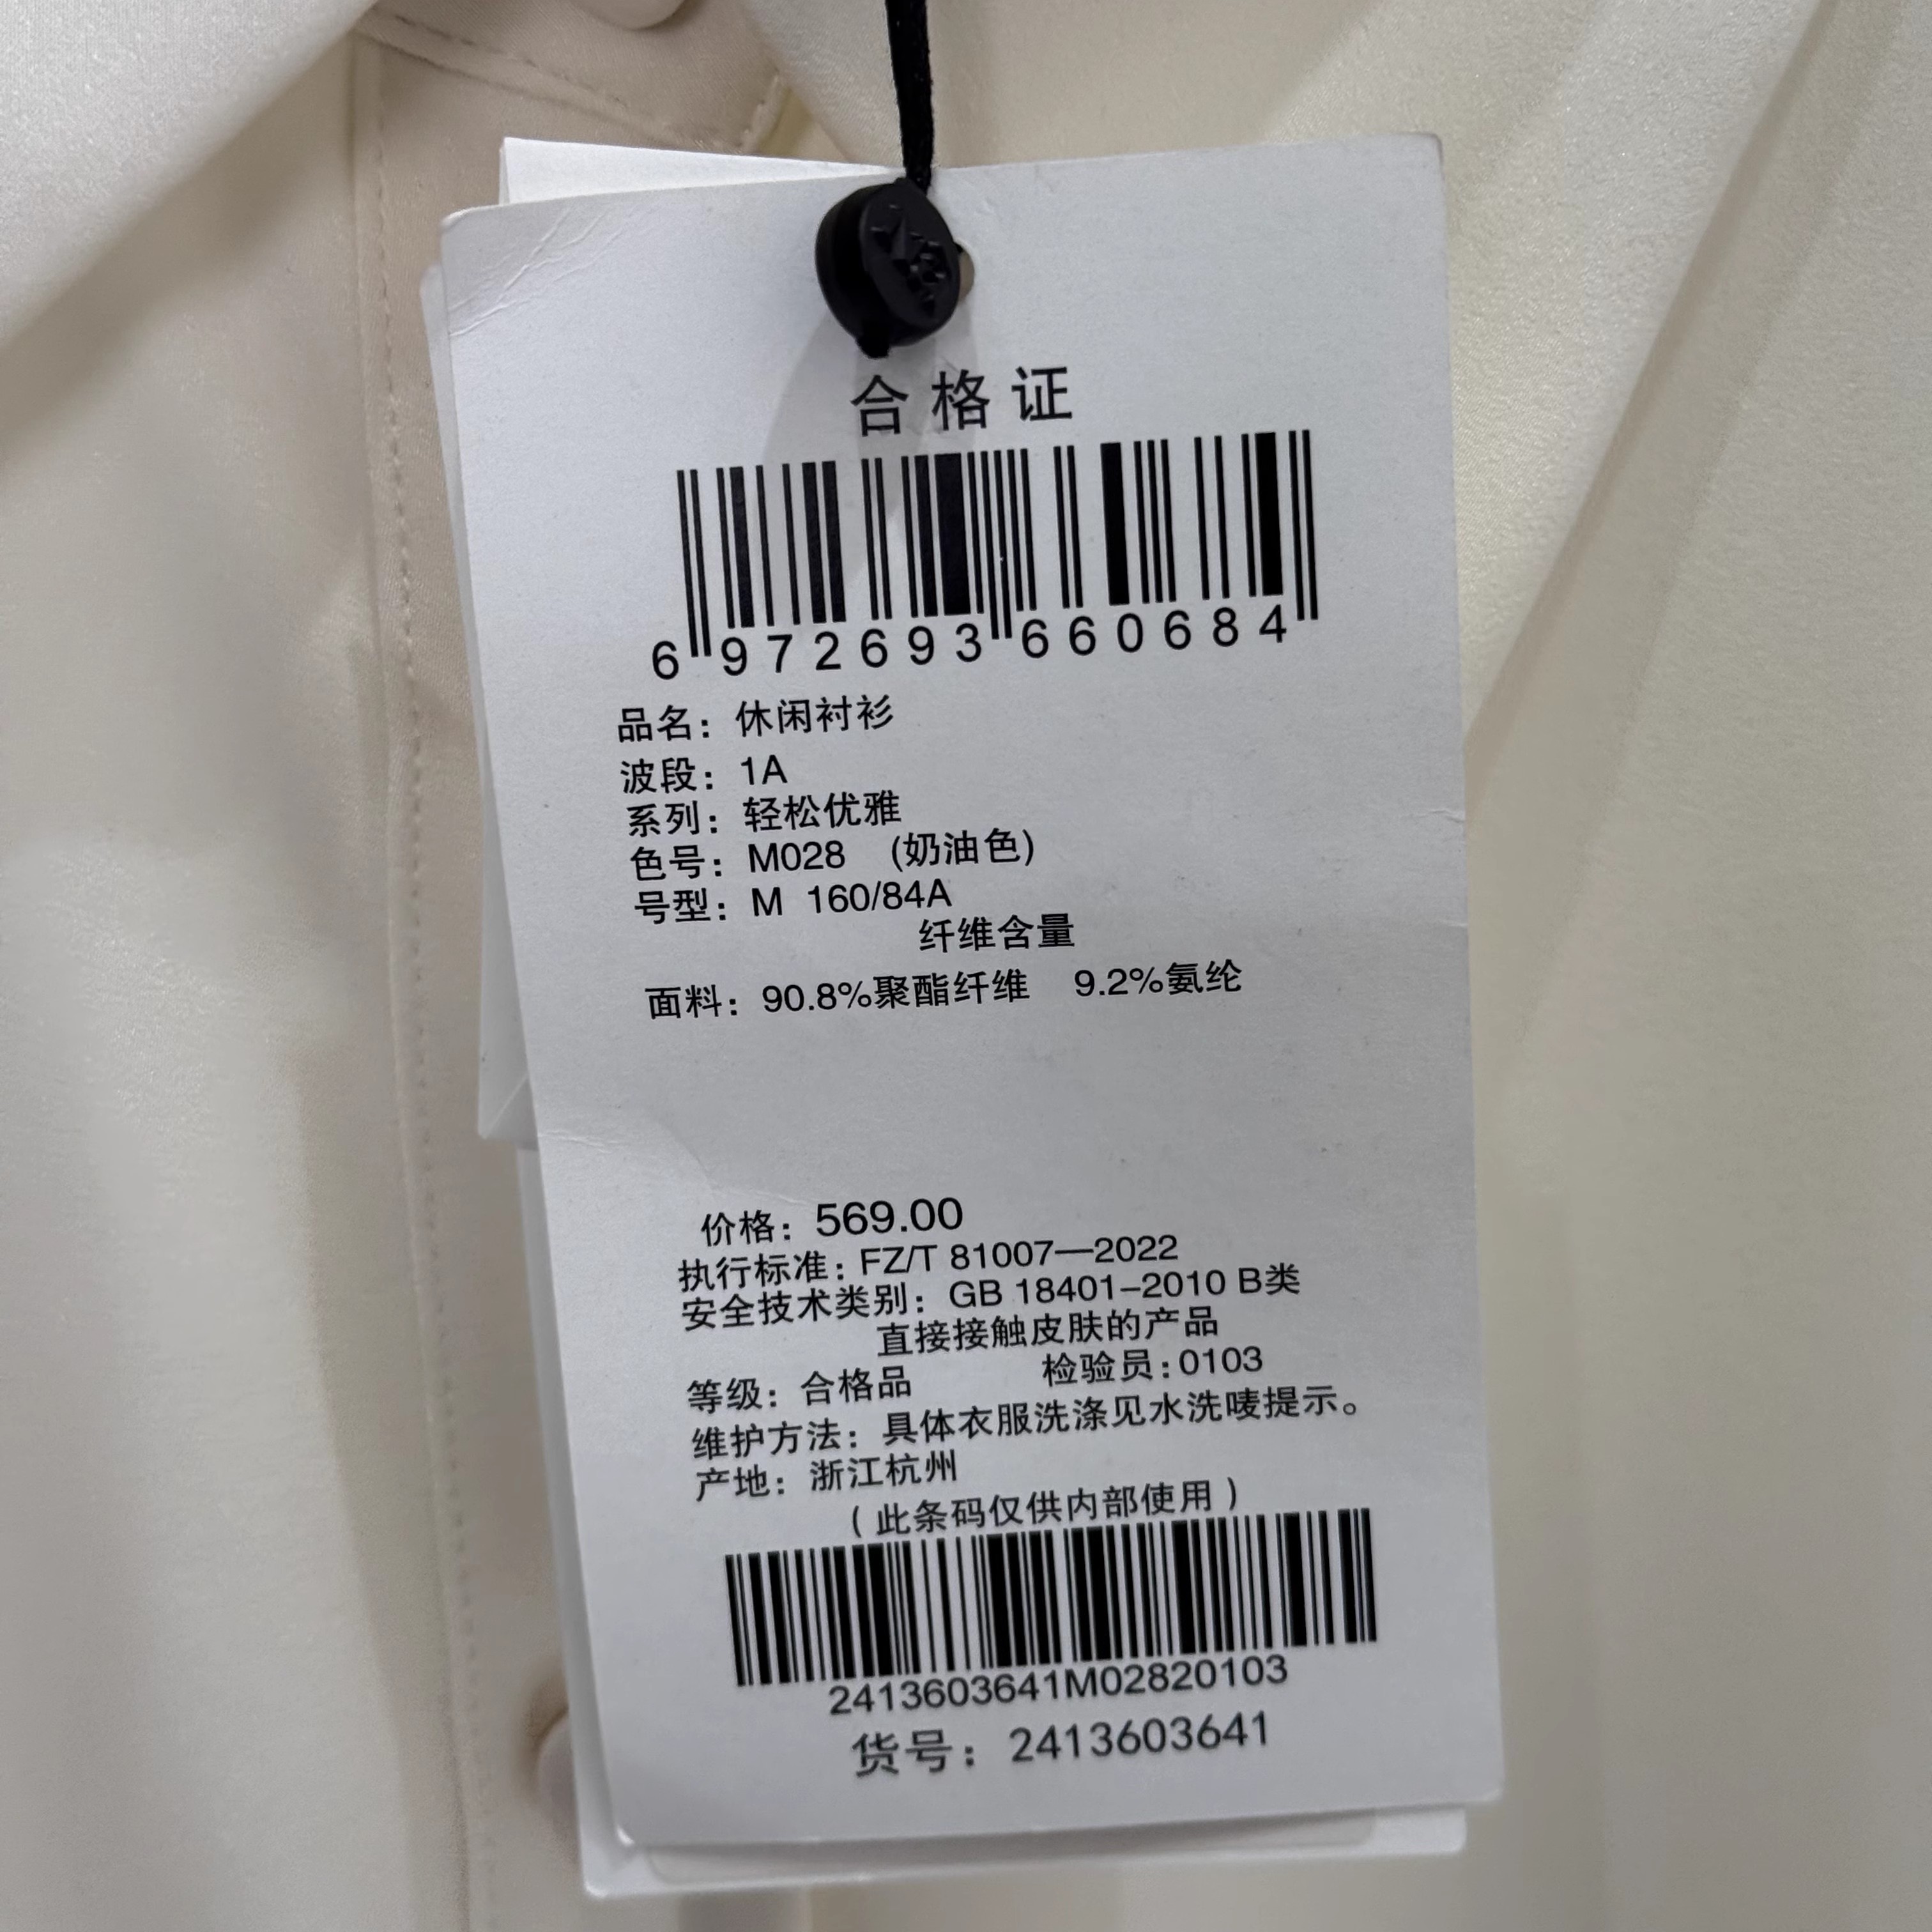 合格证
6 972693 660684
品名：休闲衬衫
波段：1A
系列：轻松优雅
色号：M028 (奶油色)
号型：M 160/84A
纤维含量
面料：90.8%聚酯纤维 9.2%氨纶
价格：569.00
执行标准：FZ/T 81007—2022
安全技术类别：GB 18401-2010 B类
直接接触皮肤的产品
等级：合格品 检验员：0103
维护方法：具体衣服洗涤见水洗唛提示。
产地：浙江杭州
（此条码仅供内部使用）
2413603641M02820103
货号：2413603641